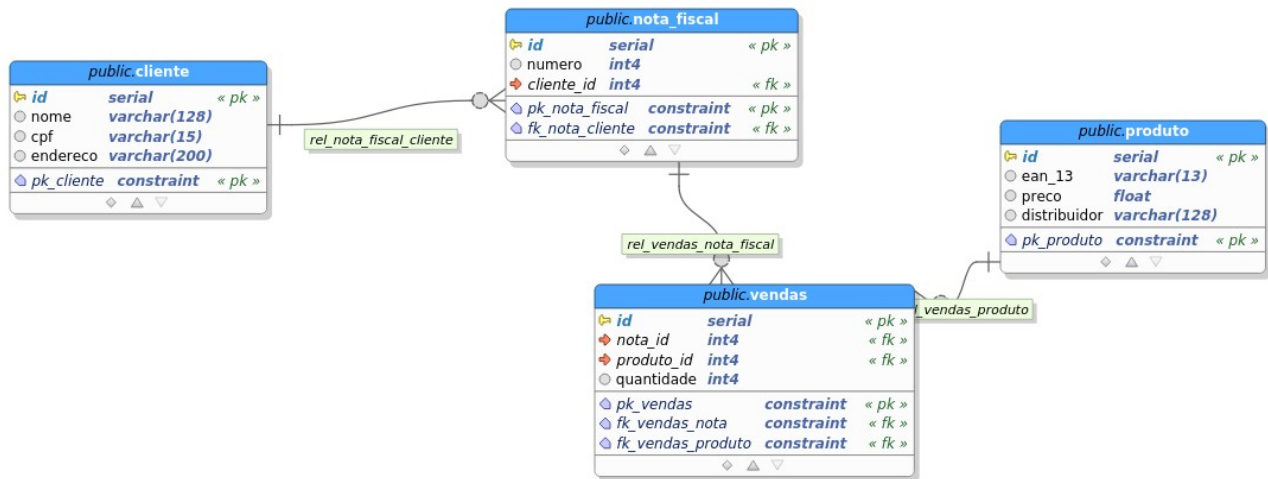 public.cliente
id serial « pk »
nome varchar(128)
cpf varchar(15)
endereco varchar(200)
pk_cliente constraint « pk »
rel_nota_fiscal_cliente
public.nota_fiscal
id serial « pk »
numero int4
cliente_id int4 « fk »
pk_nota_fiscal constraint « pk »
fk_nota_cliente constraint « fk »
rel_vendas_nota_fiscal
public.produto
id serial « pk »
ean_13 varchar(13)
preco float
distribuidor varchar(128)
pk_produto constraint « pk »
l_vendas_produto
public.vendas
id serial « pk »
nota_id int4 « fk »
produto_id int4 « fk »
quantidade int4
pk_vendas constraint « pk »
fk_vendas_nota constraint « fk »
fk_vendas_produto constraint « fk »